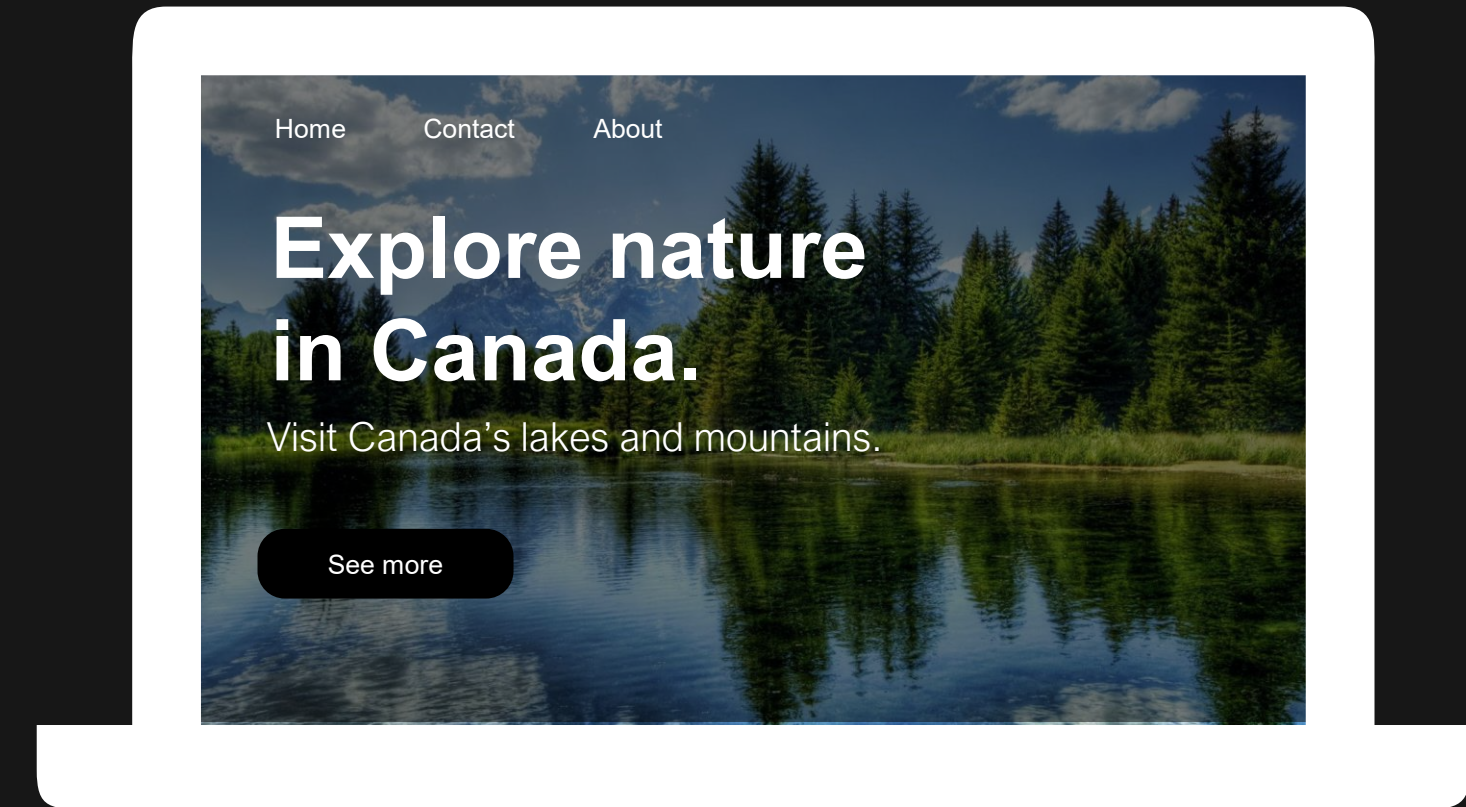 Home Contact About
Explore nature
in Canada.
Visit Canada’s lakes and mountains.
See more